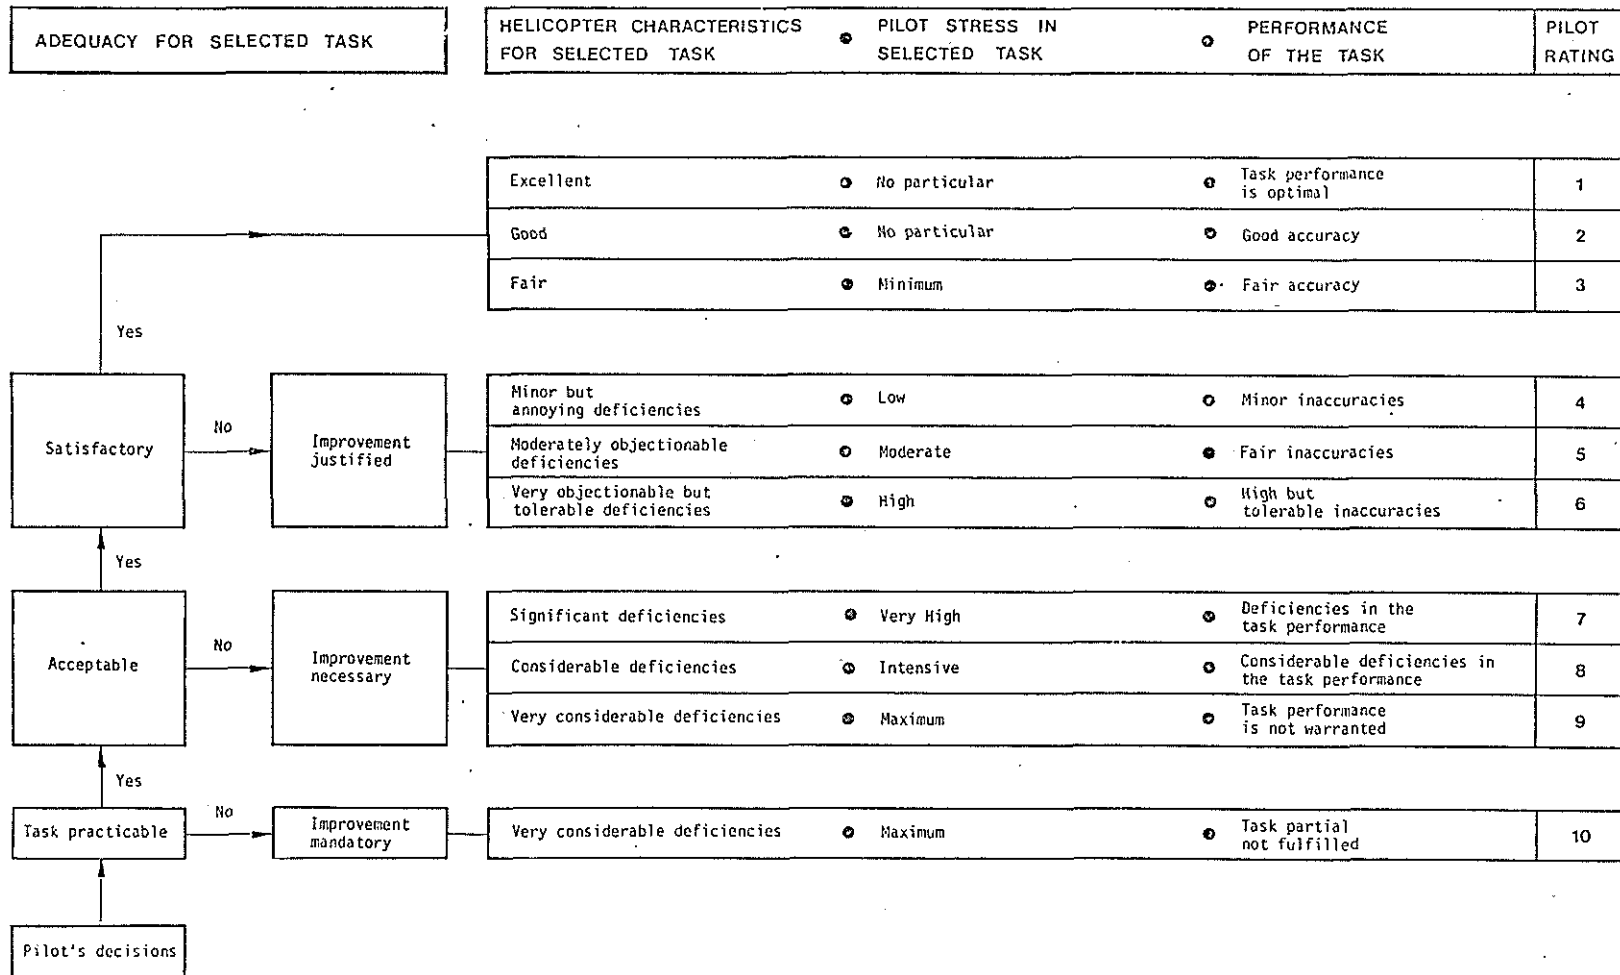 ADEQUACY FOR SELECTED TASK
HELICOPTER CHARACTERISTICS
FOR SELECTED TASK
PILOT STRESS IN
SELECTED TASK
PERFORMANCE
OF THE TASK
PILOT
RATING
Excellent
No particular
Task performance
is optimal
1
Good
No particular
Good accuracy
2
Fair
Minimum
Fair accuracy
3
Yes
Satisfactory
No
Improvement
justified
Minor but
annoying deficiencies
Low
Minor inaccuracies
4
Moderately objectionable
deficiencies
Moderate
Fair inaccuracies
5
Very objectionable but
tolerable deficiencies
High
High but
tolerable inaccuracies
6
Yes
Acceptable
No
Improvement
necessary
Significant deficiencies
Very High
Deficiencies in the
task performance
7
Considerable deficiencies
Intensive
Considerable deficiencies in
the task performance
8
Very considerable deficiencies
Maximum
Task performance
is not warranted
9
Yes
Task practicable
No
Improvement
mandatory
Very considerable deficiencies
Maximum
Task partial
not fulfilled
10
Pilot's decisions